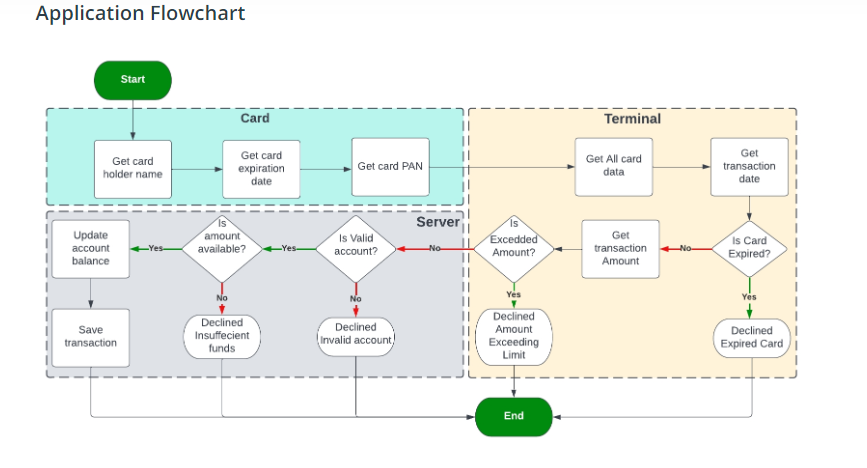 Application Flowchart
Start
Card
Terminal
Get card
holder name
Get card
expiration
date
Get card PAN
Get All card
data
Get
transaction
date
Server
Update
account
balance
Yes
Is
amount
available?
Yes
Is Valid
account?
No
Is
Excedded
Amount?
Get
transaction
Amount
No
Is Card
Expired?
No
No
Yes
Yes
Save
transaction
Declined
Insuffecient
funds
Declined
Invalid account
Declined
Amount
Exceeding
Limit
Declined
Expired Card
End